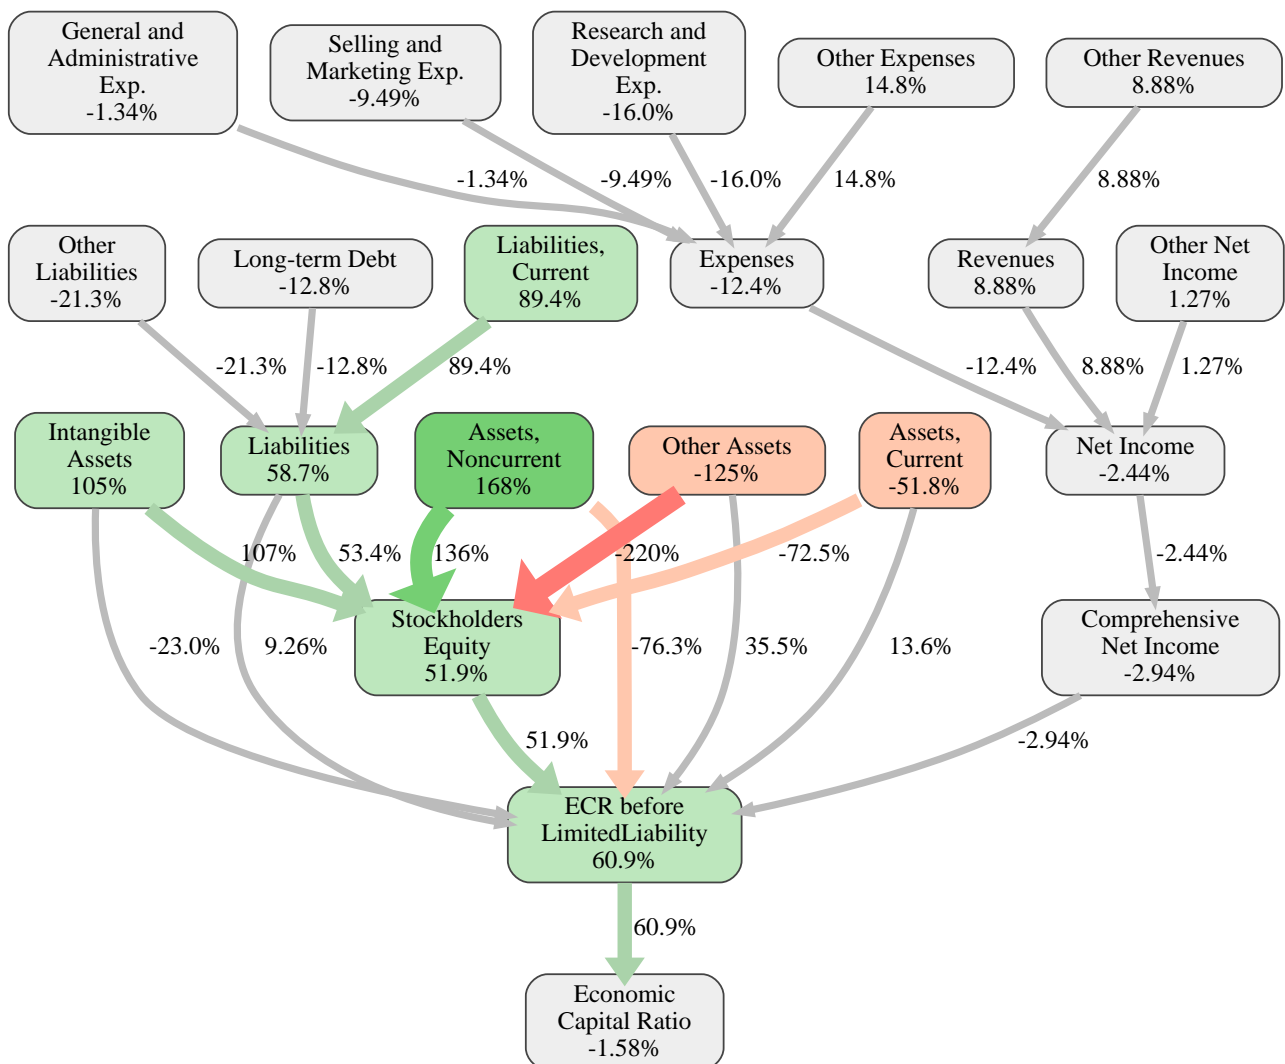 General and
Administrative
Exp.
-1.34%
Selling and
Marketing Exp.
-9.49%
Research and
Development
Exp.
-16.0%
Other Expenses
14.8%
Other Revenues
8.88%
-1.34%
-9.49%
-16.0%
14.8%
8.88%
Other
Liabilities
-21.3%
Long-term Debt
-12.8%
Liabilities,
Current
89.4%
Expenses
-12.4%
Revenues
8.88%
Other Net
Income
1.27%
-21.3%
-12.8%
89.4%
-12.4%
8.88%
1.27%
Intangible
Assets
105%
Liabilities
58.7%
Assets,
Noncurrent
168%
Other Assets
-125%
Assets,
Current
-51.8%
Net Income
-2.44%
107%
53.4%
136%
-220%
-72.5%
-2.44%
Stockholders
Equity
51.9%
Comprehensive
Net Income
-2.94%
-23.0%
9.26%
-76.3%
35.5%
13.6%
51.9%
-2.94%
ECR before
LimitedLiability
60.9%
60.9%
Economic
Capital Ratio
-1.58%